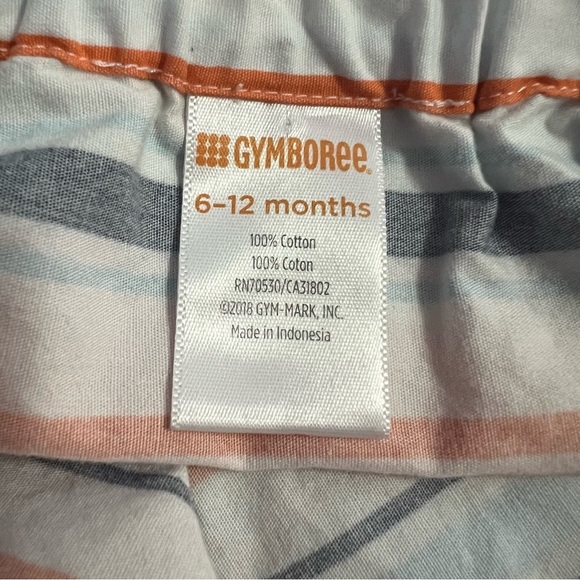 GYMBOREE
6-12 months
100% Cotton
100% Coton
RN70530/CA31802
©2018 GYM-MARK, INC.
Made in Indonesia